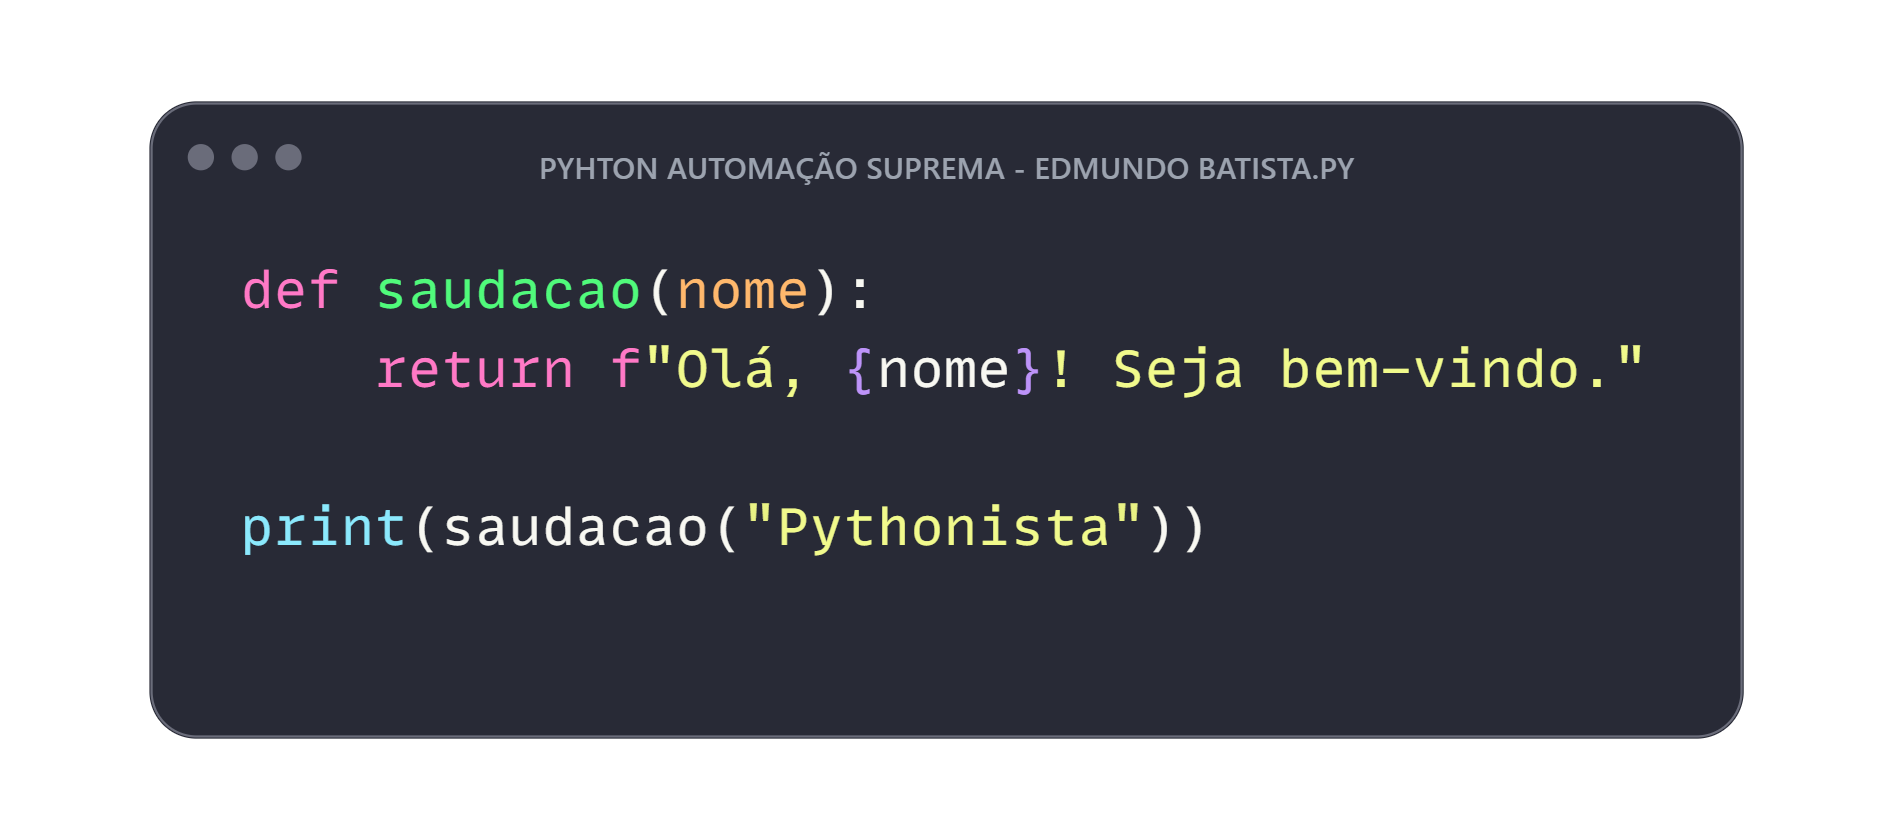 PYHTON AUTOMAÇÃO SUPREMA - EDMUNDO BATISTA.PY
def saudacao(nome):
    return f"Olá, {nome}! Seja bem-vindo."
print(saudacao("Pythonista"))